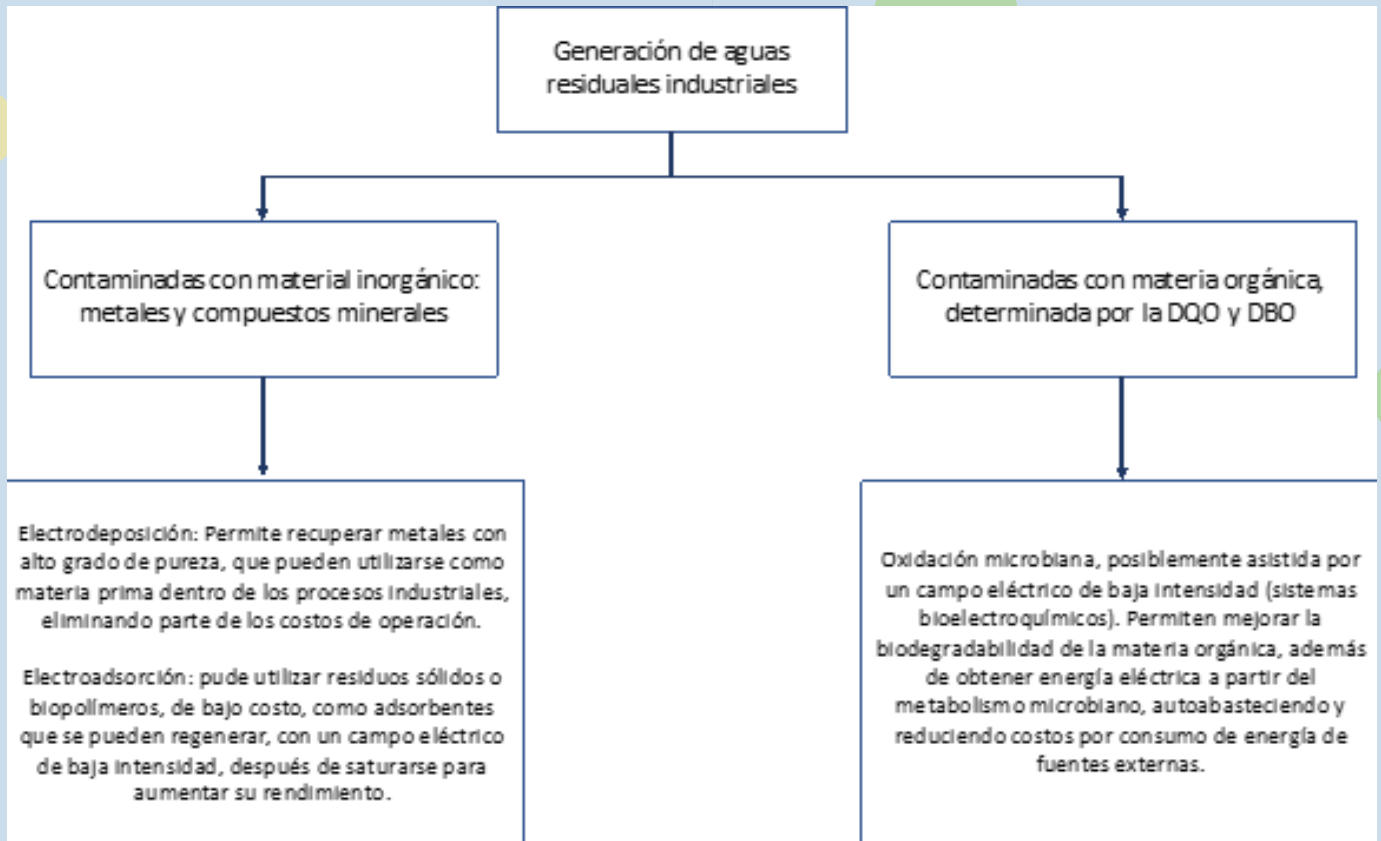 Generación de aguas
residuales industriales
Contaminadas con material inorgánico:
metales y compuestos minerales
Contaminadas con materia orgánica,
determinada por la DQO y DBO
Electrodeposición: Permite recuperar metales con
alto grado de pureza, que pueden utilizarse como
materia prima dentro de los procesos industriales,
eliminando parte de los costos de operación.
Electroadsorción: pude utilizar residuos sólidos o
biopolímeros, de bajo costo, como adsorbentes
que se pueden regenerar, con un campo eléctrico
de baja intensidad, después de saturarse para
aumentar su rendimiento.
Oxidación microbiana, posiblemente asistida por
un campo eléctrico de baja intensidad (sistemas
bioelectroquímicos). Permiten mejorar la
biodegradabilidad de la materia orgánica, además
de obtener energía eléctrica a partir del
metabolismo microbiano, autoabasteciendo y
reduciendo costos por consumo de energía de
fuentes externas.